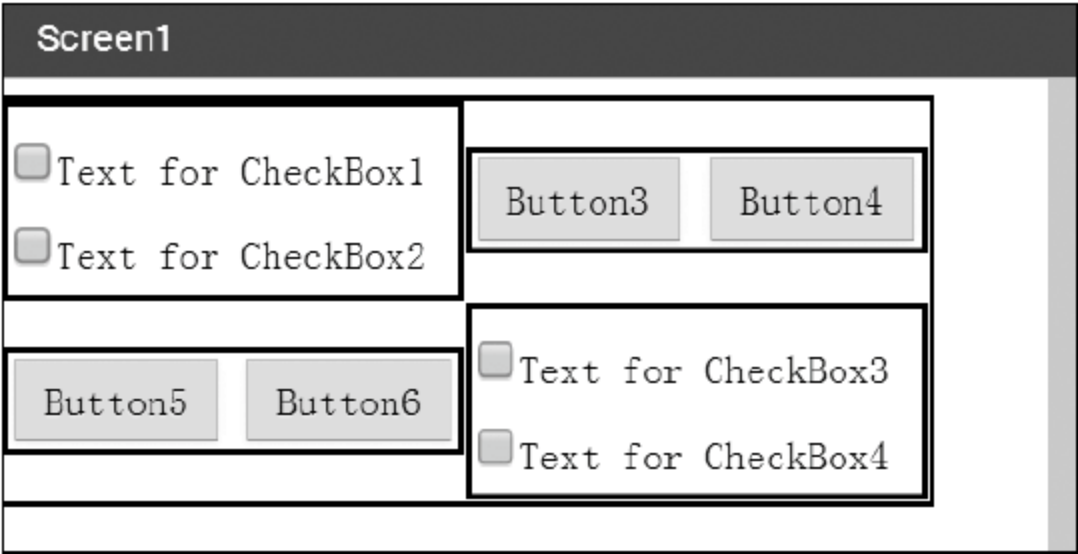 Screen1
Text for CheckBox1
Text for CheckBox2
Button3 Button4
Button5 Button6
Text for CheckBox3
Text for CheckBox4